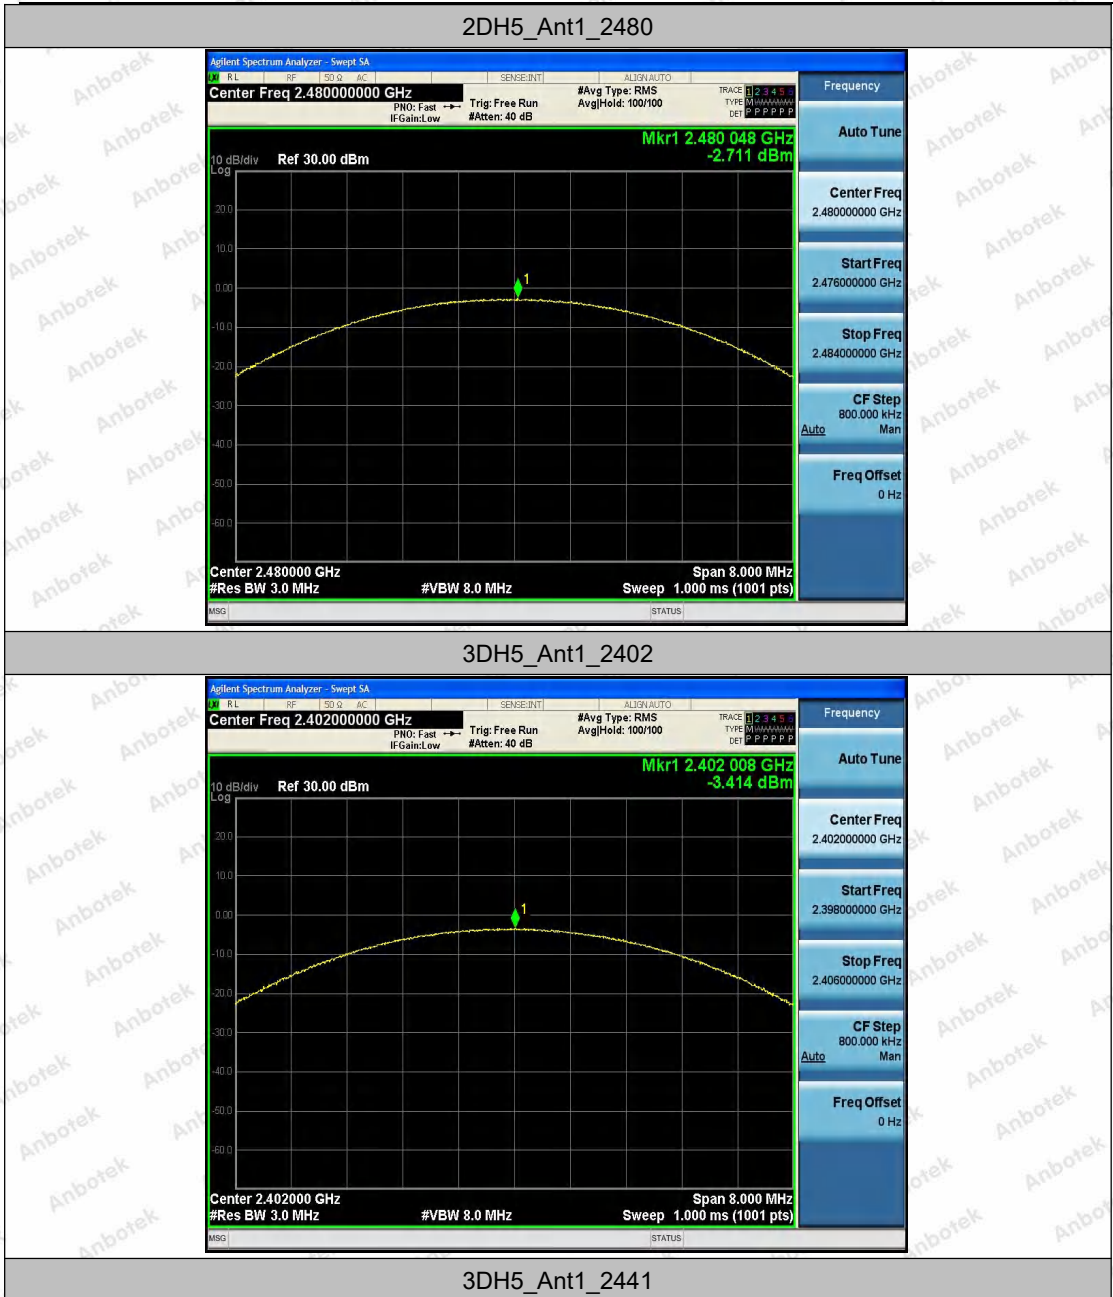 2DH5_Ant1_2480
Agilent Spectrum Analyzer - Swept SA
RL RF 50 Ω AC SENSE:INT ALIGN AUTO
Center Freq 2.480000000 GHz
PNO: Fast
IFGain:Low
Trig: Free Run
#Atten: 40 dB
#Avg Type: RMS
Avg|Hold: 100/100
TRACE 1 2 3 4 5 6
TYPE M
DET P P P P P P
Mkr1 2.480 048 GHz
-2.711 dBm
10 dB/div Ref 30.00 dBm
Log
20.0
10.0
1
0.00
-10.0
-20.0
-30.0
-40.0
-50.0
-60.0
Center 2.480000 GHz Span 8.000 MHz
#Res BW 3.0 MHz #VBW 8.0 MHz Sweep 1.000 ms (1001 pts)
MSG STATUS
Frequency
Auto Tune
Center Freq
2.480000000 GHz
Start Freq
2.476000000 GHz
Stop Freq
2.484000000 GHz
CF Step
800.000 kHz
Auto Man
Freq Offset
0 Hz
3DH5_Ant1_2402
Agilent Spectrum Analyzer - Swept SA
RL RF 50 Ω AC SENSE:INT ALIGN AUTO
Center Freq 2.402000000 GHz
PNO: Fast
IFGain:Low
Trig: Free Run
#Atten: 40 dB
#Avg Type: RMS
Avg|Hold: 100/100
TRACE 1 2 3 4 5 6
TYPE M
DET P P P P P P
Mkr1 2.402 008 GHz
-3.414 dBm
10 dB/div Ref 30.00 dBm
Log
20.0
10.0
1
0.00
-10.0
-20.0
-30.0
-40.0
-50.0
-60.0
Center 2.402000 GHz Span 8.000 MHz
#Res BW 3.0 MHz #VBW 8.0 MHz Sweep 1.000 ms (1001 pts)
MSG STATUS
Frequency
Auto Tune
Center Freq
2.402000000 GHz
Start Freq
2.398000000 GHz
Stop Freq
2.406000000 GHz
CF Step
800.000 kHz
Auto Man
Freq Offset
0 Hz
3DH5_Ant1_2441